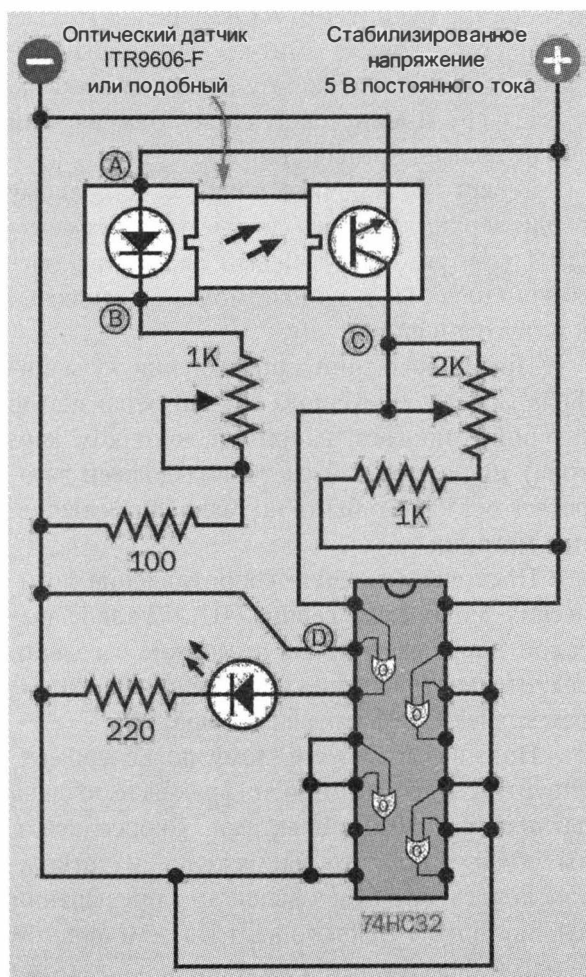 Оптический датчик
ITR9606-F
или подобный
Стабилизированное
напряжение
5 В постоянного тока
A
B
C
1K
2K
1K
100
D
220
74HC32